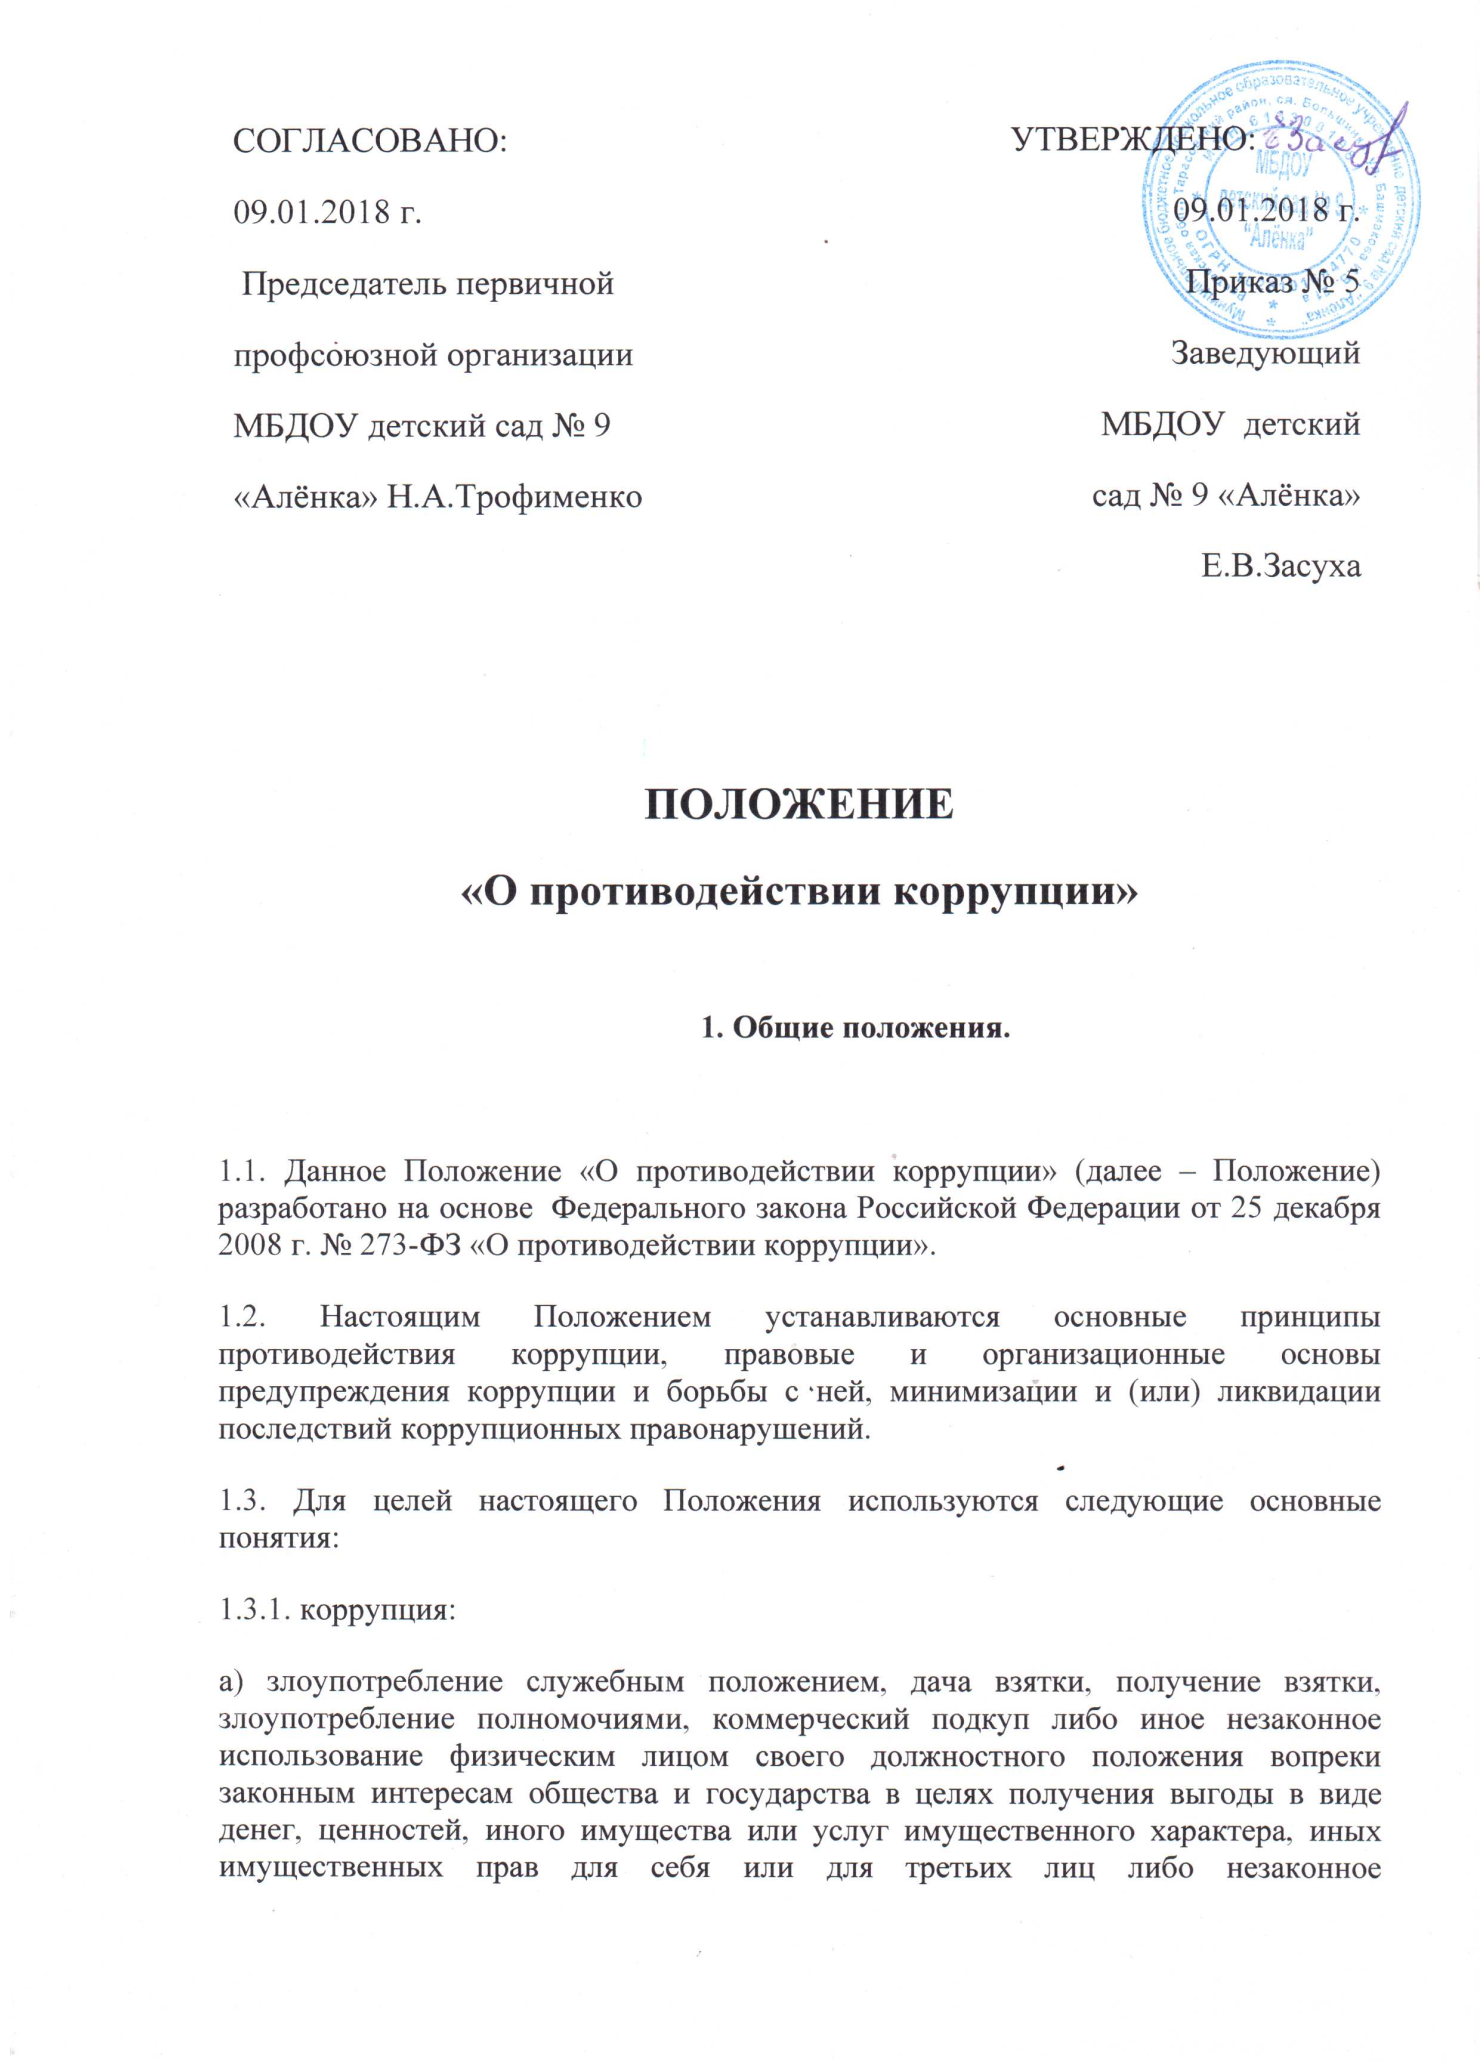 СОГЛАСОВАНО:
09.01.2018 г.
Председатель первичной
профсоюзной организации
МБДОУ детский сад № 9
«Алёнка» Н.А.Трофименко
УТВЕРЖДЕНО:
09.01.2018 г.
Приказ № 5
Заведующий
МБДОУ детский
сад № 9 «Алёнка»
Е.В.Засуха
МБДОУ
детский сад № 9
"Алёнка"
ПОЛОЖЕНИЕ
«О противодействии коррупции»
1. Общие положения.
1.1. Данное Положение «О противодействии коррупции» (далее – Положение)
разработано на основе Федерального закона Российской Федерации от 25 декабря
2008 г. № 273-ФЗ «О противодействии коррупции».
1.2. Настоящим Положением устанавливаются основные принципы
противодействия коррупции, правовые и организационные основы
предупреждения коррупции и борьбы с ней, минимизации и (или) ликвидации
последствий коррупционных правонарушений.
1.3. Для целей настоящего Положения используются следующие основные
понятия:
1.3.1. коррупция:
а) злоупотребление служебным положением, дача взятки, получение взятки,
злоупотребление полномочиями, коммерческий подкуп либо иное незаконное
использование физическим лицом своего должностного положения вопреки
законным интересам общества и государства в целях получения выгоды в виде
денег, ценностей, иного имущества или услуг имущественного характера, иных
имущественных прав для себя или для третьих лиц либо незаконное